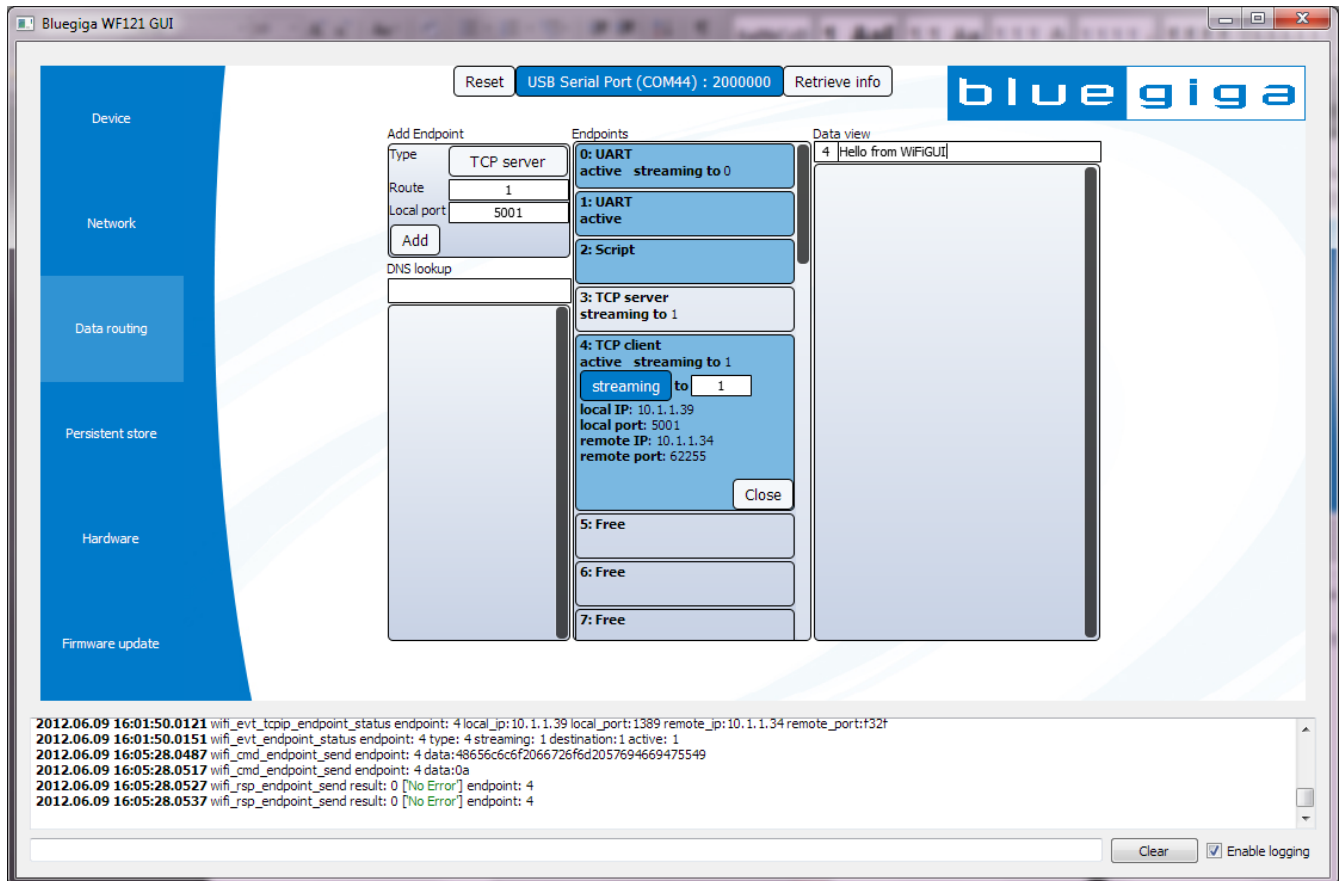 Bluegiga WF121 GUI
Reset
USB Serial Port (COM44) : 2000000
Retrieve info
bluegiga
Device
Network
Data routing
Persistent store
Hardware
Firmware update
Add Endpoint
Type
TCP server
Route
1
Local port
5001
Add
DNS lookup
Endpoints
0: UART
active streaming to 0
1: UART
active
2: Script
3: TCP server
streaming to 1
4: TCP client
active streaming to 1
streaming to 1
local IP: 10.1.1.39
local port: 5001
remote IP: 10.1.1.34
remote port: 62255
Close
5: Free
6: Free
7: Free
Data view
4 Hello from WiFiGUI
2012.06.09 16:01:50.0121 wifi_evt_tcpip_endpoint_status endpoint: 4 local_ip:10.1.1.39 local_port:1389 remote_ip:10.1.1.34 remote_port:f32f
2012.06.09 16:01:50.0151 wifi_evt_endpoint_status endpoint: 4 type: 4 streaming: 1 destination:1 active: 1
2012.06.09 16:05:28.0487 wifi_cmd_endpoint_send endpoint: 4 data:48656c6c6f2066726f6d2057694669475549
2012.06.09 16:05:28.0517 wifi_cmd_endpoint_send endpoint: 4 data:0a
2012.06.09 16:05:28.0527 wifi_rsp_endpoint_send result: 0 ['No Error'] endpoint: 4
2012.06.09 16:05:28.0537 wifi_rsp_endpoint_send result: 0 ['No Error'] endpoint: 4
Clear
Enable logging